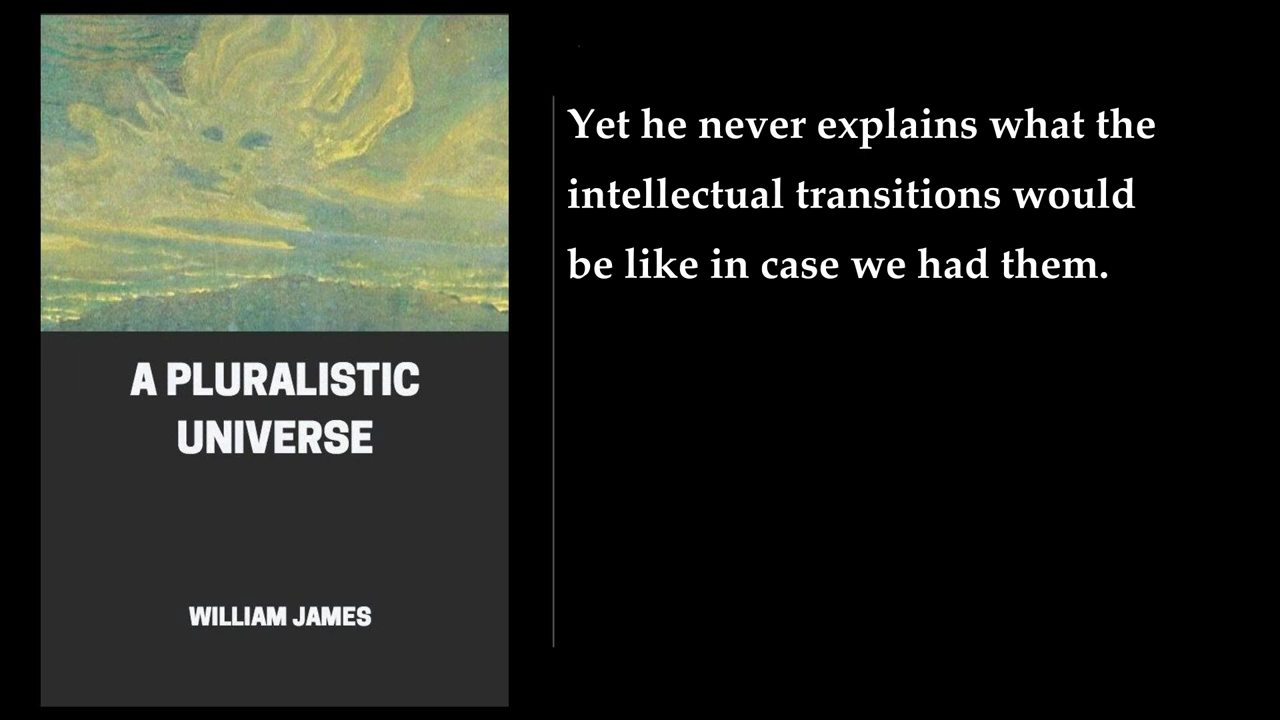 A PLURALISTIC
UNIVERSE
WILLIAM JAMES
Yet he never explains what the
intellectual transitions would
be like in case we had them.